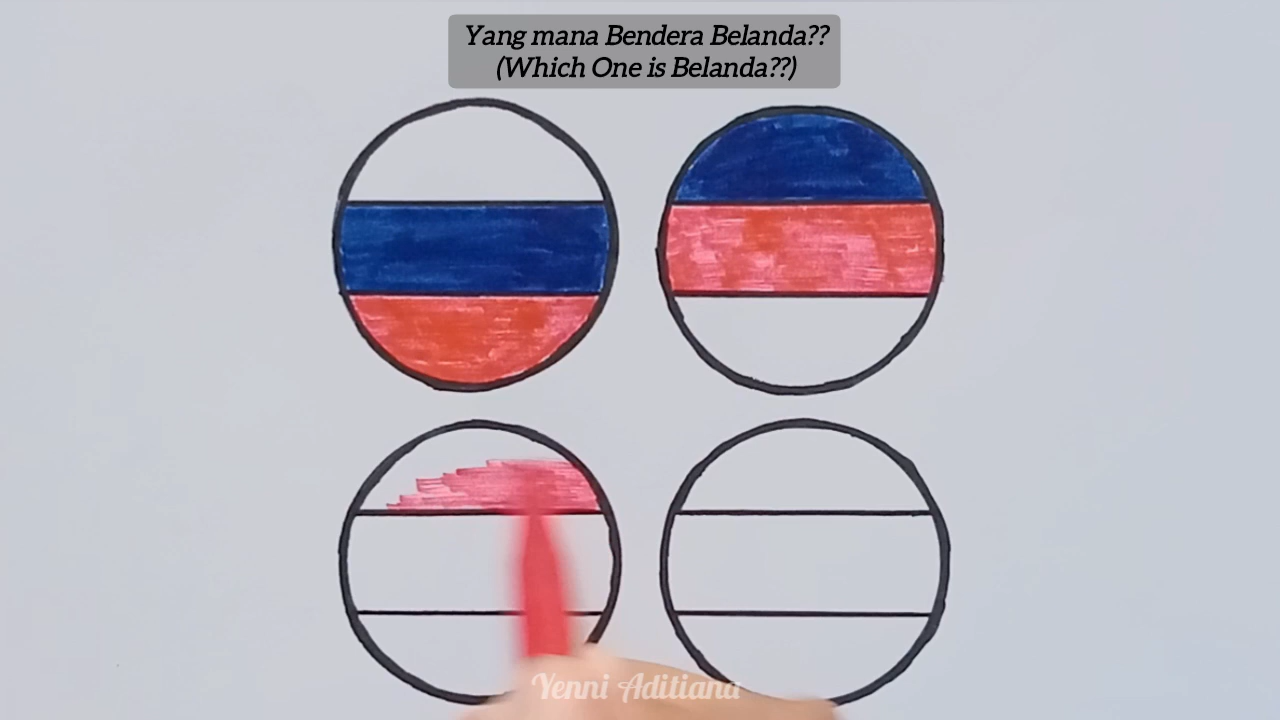 Yang mana Bendera Belanda??
(Which One is Belanda??)
Yenni Aditiana